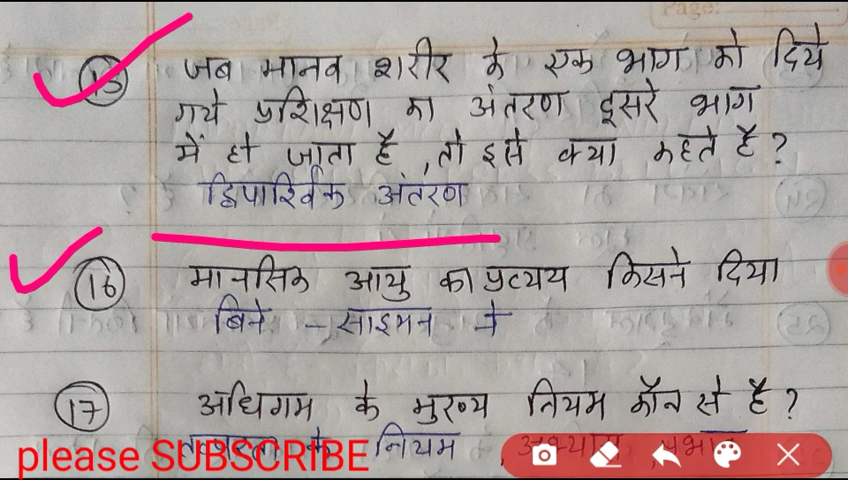 Page:
15 जब मानव शरीर के एक भाग को दिये
गये प्रशिक्षण का अंतरण दूसरे भाग
में हो जाता है, तो इसे क्या कहते है?
द्विपार्श्विक अंतरण
16 मानसिक आयु का प्रत्यय किसने दिया
बिने - साइमन ने
17 अधिगम के मुख्य नियम कौन से है?
के नियम
please SUBSCRIBE